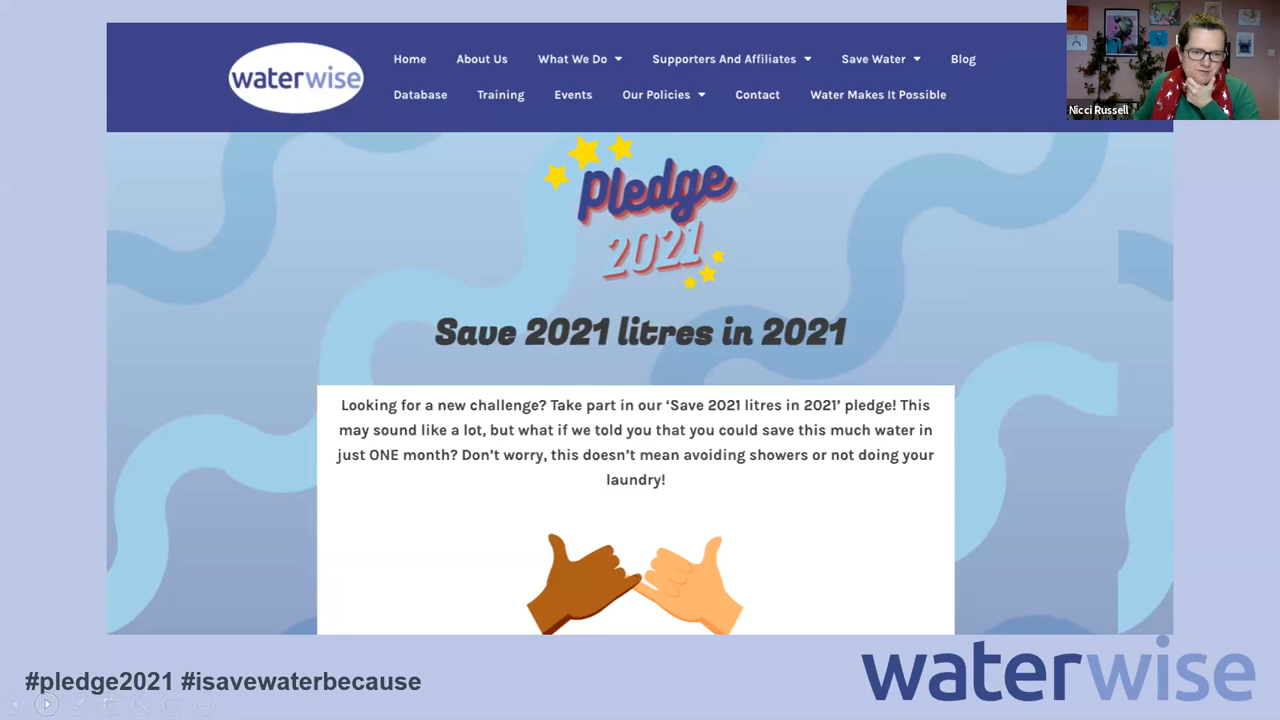 waterwise
Home About Us What We Do Supporters And Affiliates Save Water Blog
Database Training Events Our Policies Contact Water Makes It Possible
Nicci Russell
Pledge
2021
Save 2021 litres in 2021
Looking for a new challenge? Take part in our ‘Save 2021 litres in 2021’ pledge! This
may sound like a lot, but what if we told you that you could save this much water in
just ONE month? Don’t worry, this doesn’t mean avoiding showers or not doing your
laundry!
#pledge2021 #isavewaterbecause
waterwise